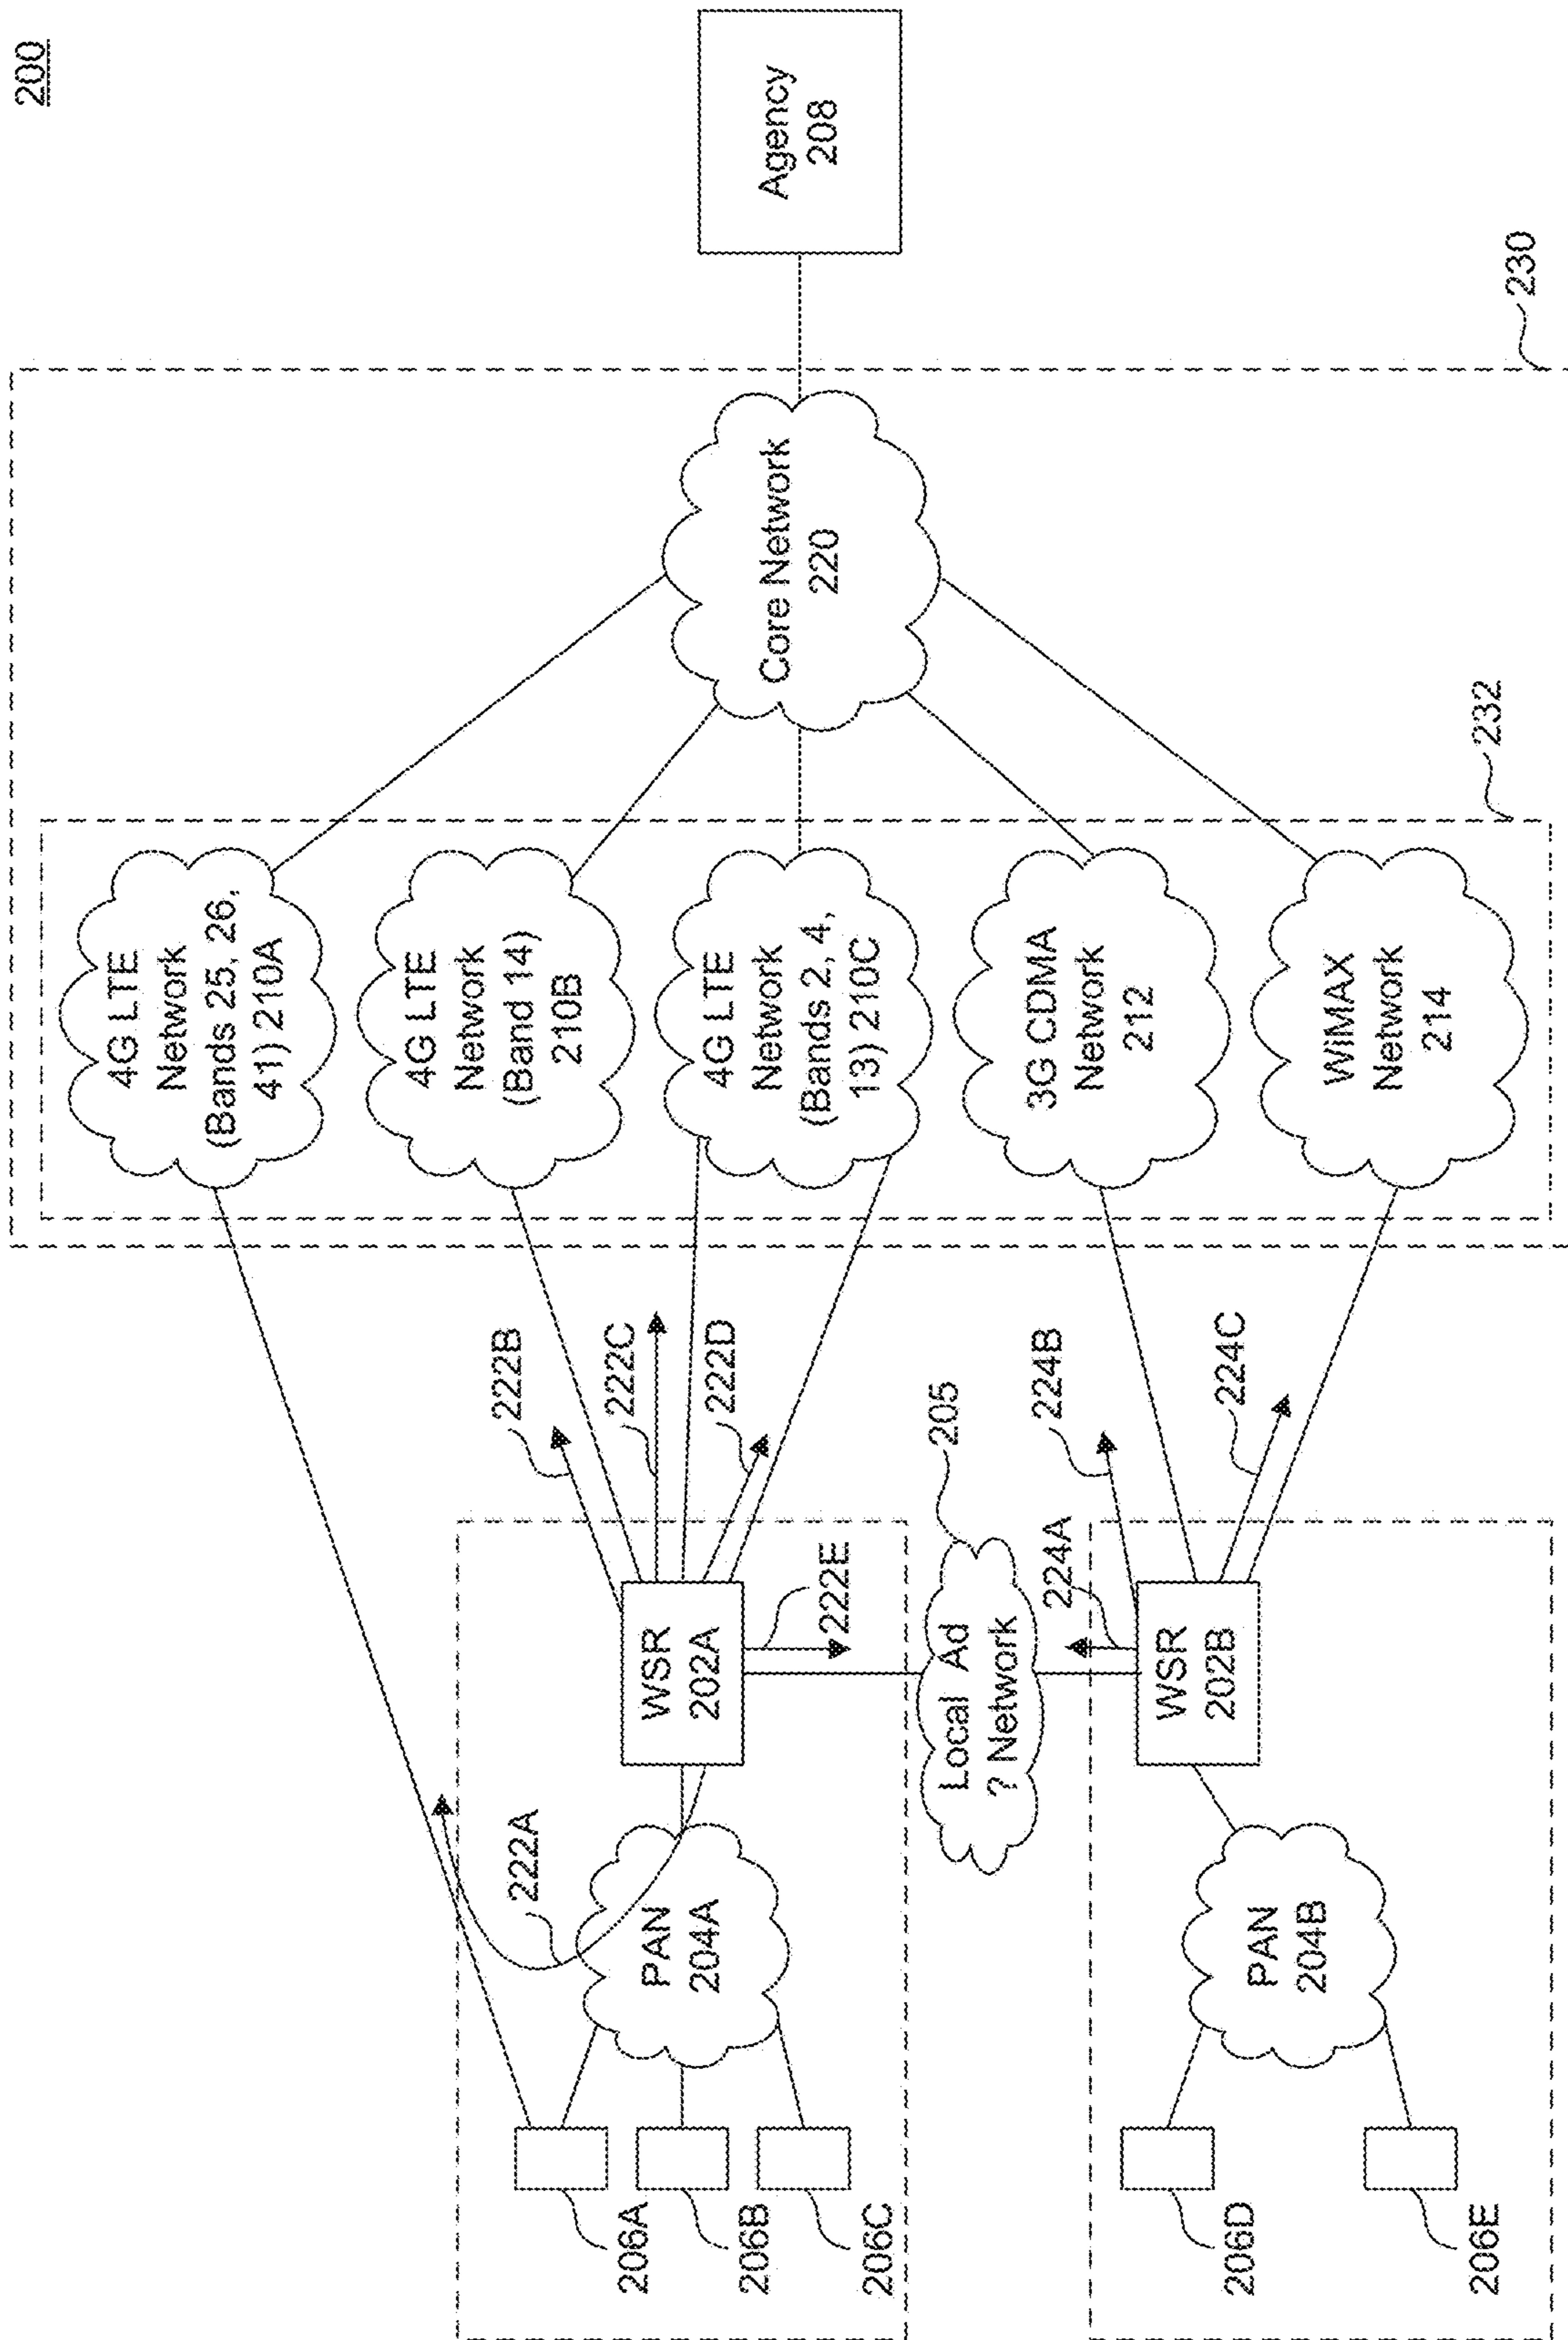 200
4G LTE
Network
(Bands 25, 26,
41) 210A
4G LTE
Network
(Band 14)
210B
4G LTE
Network
(Bands 2, 4,
13) 210C
3G CDMA
Network
212
WiMAX
Network
214
Core Network
220
Agency
208
230
232
222A
222B
222C
222D
222E
WSR
202A
PAN
204A
206A
206B
206C
205
Local Ad
? Network
224A
224B
224C
WSR
202B
PAN
204B
206D
206E